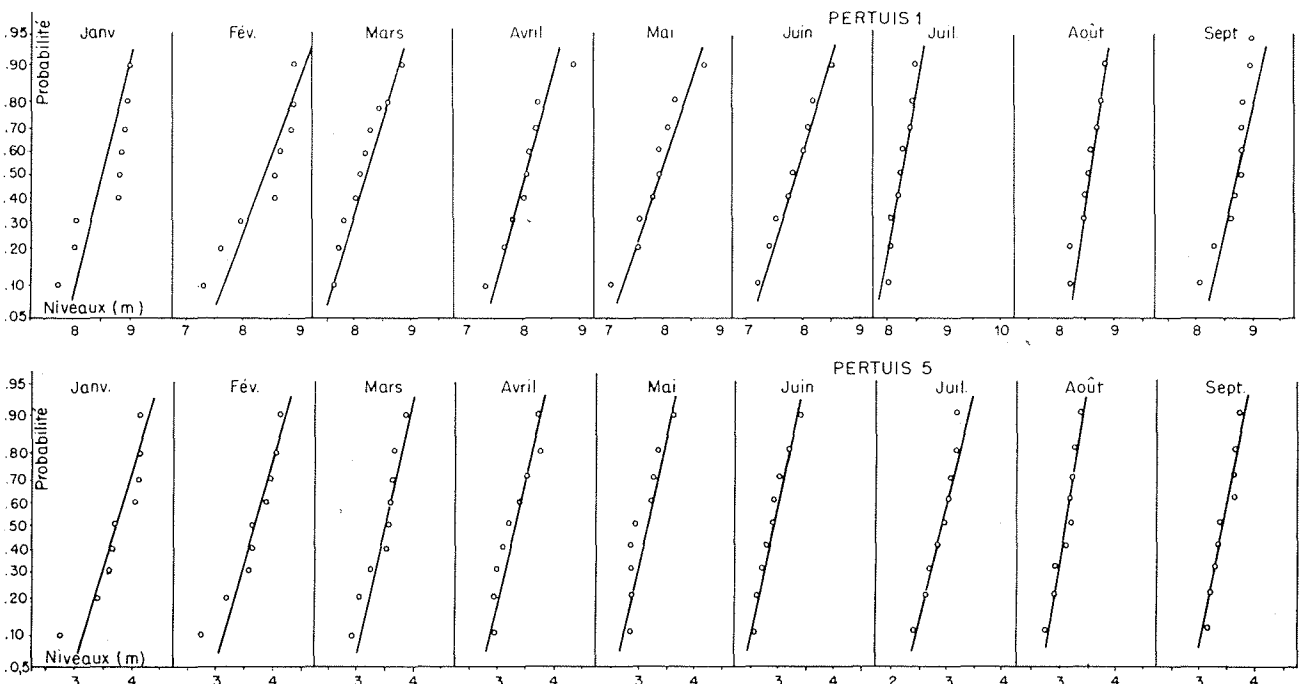 PERTUIS 1
Probabilité
Janv Fév. Mars Avril Mai Juin Juil. Août Sept
.95
.90
.80
.70
.60
.50
.40
.30
.20
.10
.05
Niveaux (m)
8 9 7 8 9 8 9 7 8 9 7 8 9 7 8 9 8 9 10 8 9 8 9
PERTUIS 5
Probabilité
Janv. Fév. Mars Avril Mai Juin Juil. Août Sept.
.95
.90
.80
.70
.60
.50
.40
.30
.20
.10
.0,5
Niveaux (m)
3 4 3 4 3 4 3 4 3 4 3 4 2 3 4 3 4 3 4